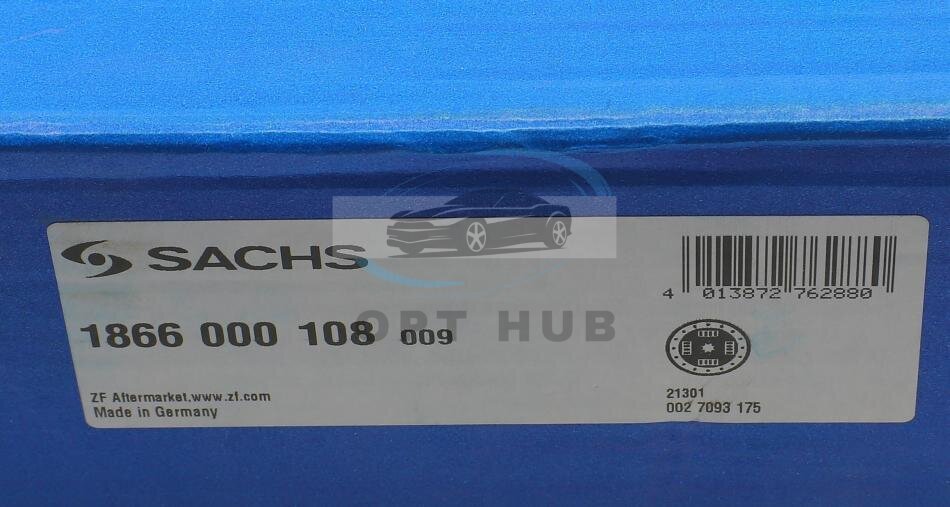 SACHS
4 013872 762880
1866 000 108 009
OPT HUB
ZF Aftermarket,www.zf.com
Made in Germany
21301
002 7093 175